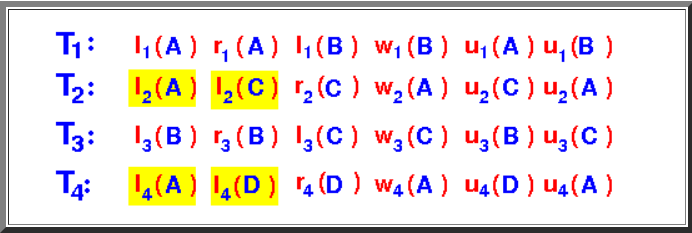 T₁: l₁(A) r₁(A) l₁(B) w₁(B) u₁(A) u₁(B)
T₂: l₂(A) l₂(C) r₂(C) w₂(A) u₂(C) u₂(A)
T₃: l₃(B) r₃(B) l₃(C) w₃(C) u₃(B) u₃(C)
T₄: l₄(A) l₄(D) r₄(D) w₄(A) u₄(D) u₄(A)